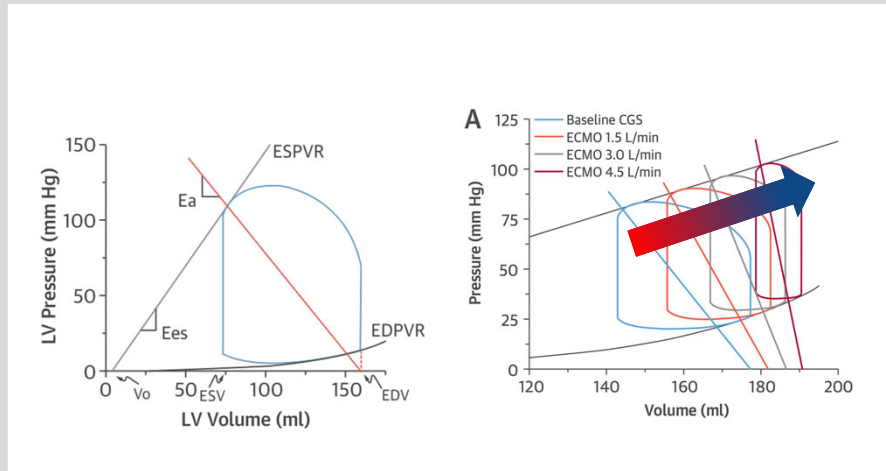 150
100
50
0
LV Pressure (mm Hg)
Ea
ESPVR
Ees
EDPVR
0
Vo
50
ESV
100
150
EDV
LV Volume (ml)
A
125
100
75
50
25
0
Pressure (mm Hg)
Baseline CGS
ECMO 1.5 L/min
ECMO 3.0 L/min
ECMO 4.5 L/min
120
140
160
180
200
Volume (ml)